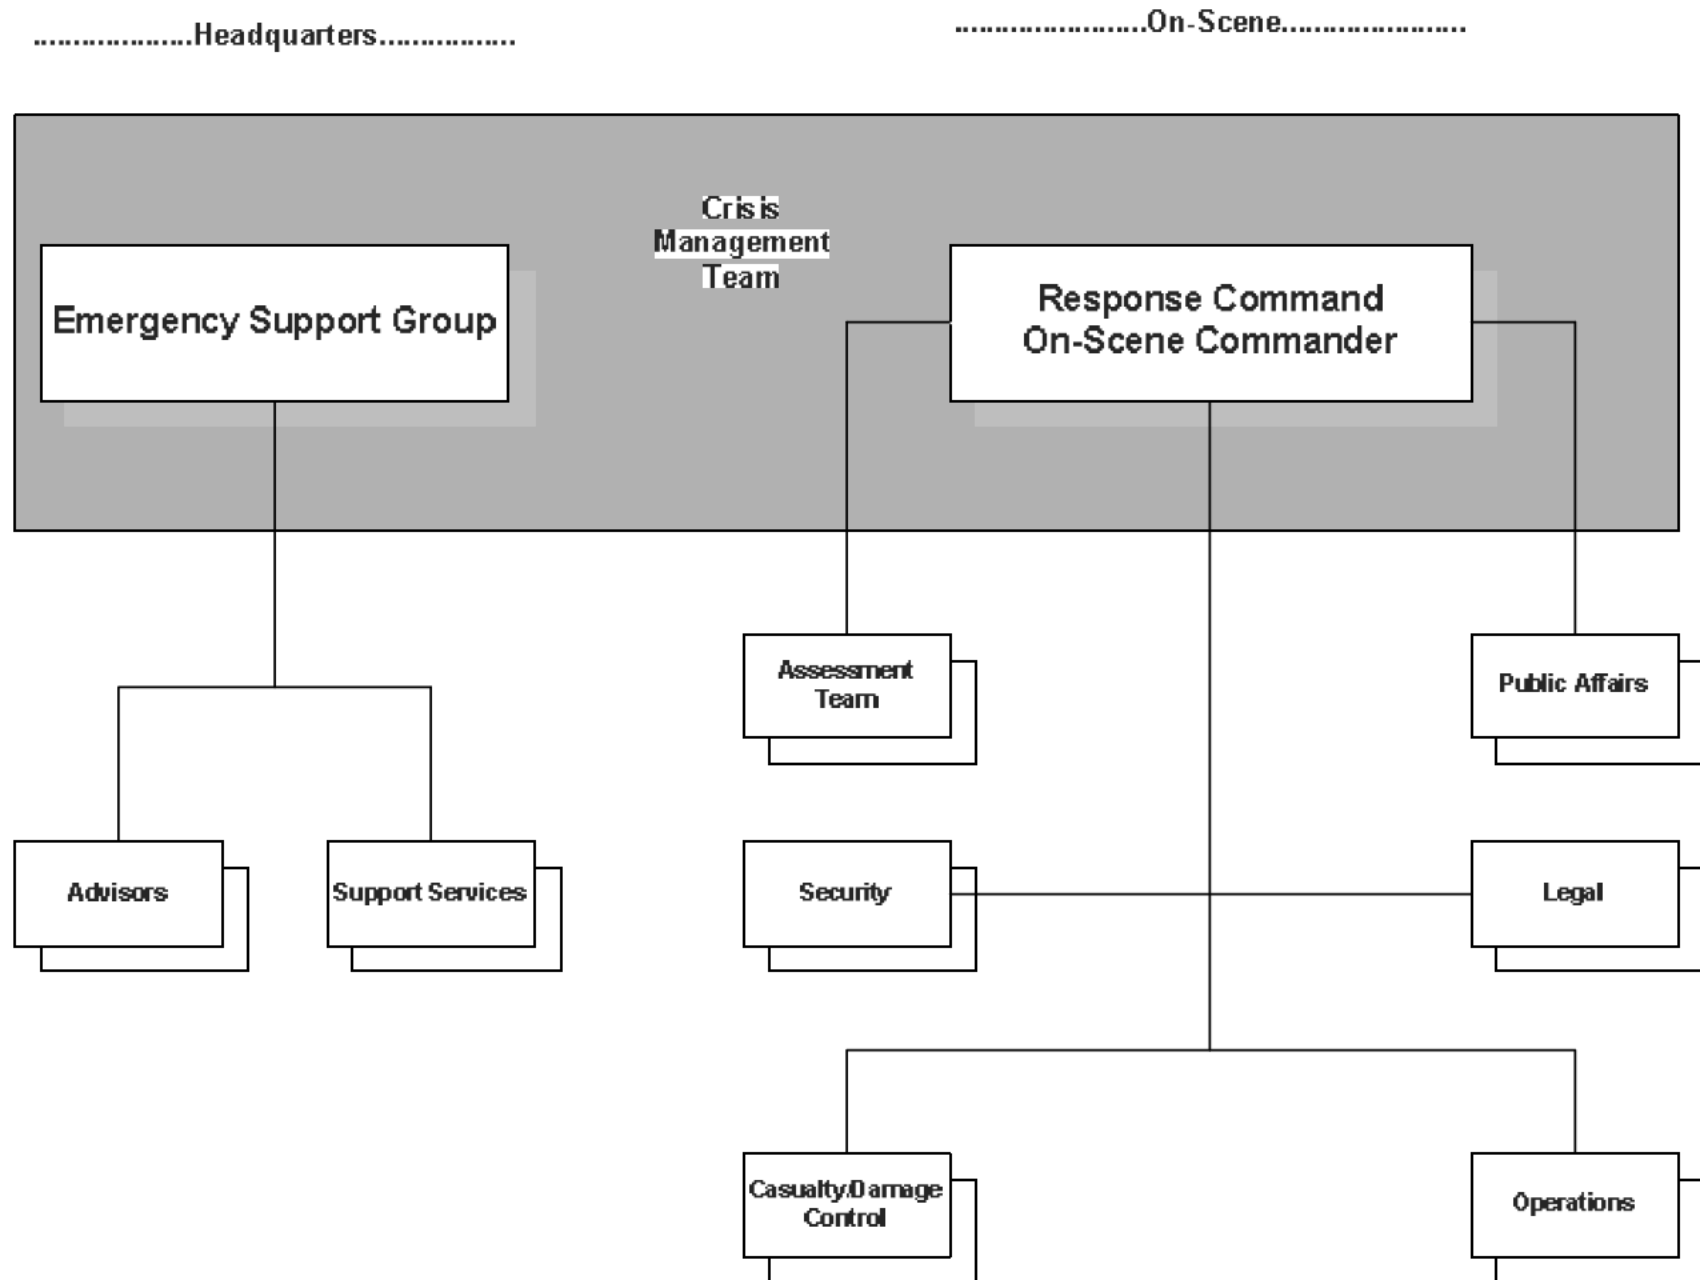 ....................Headquarters.................
........................On-Scene.......................
Crisis
Management
Team
Emergency Support Group
Response Command
On-Scene Commander
Assessment
Team
Public Affairs
Advisors
Support Services
Security
Legal
Casualty/Damage
Control
Operations